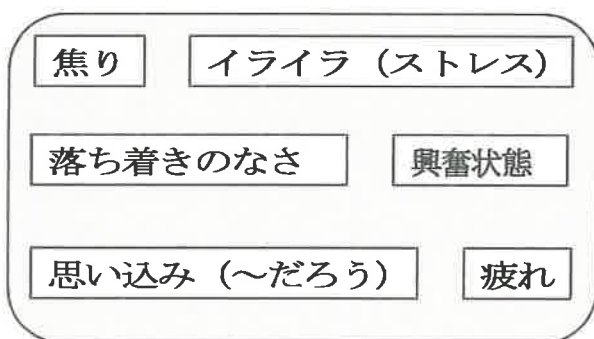 焦り
イライラ（ストレス）
落ち着きのなさ
興奮状態
思い込み（～だろう）
疲れ